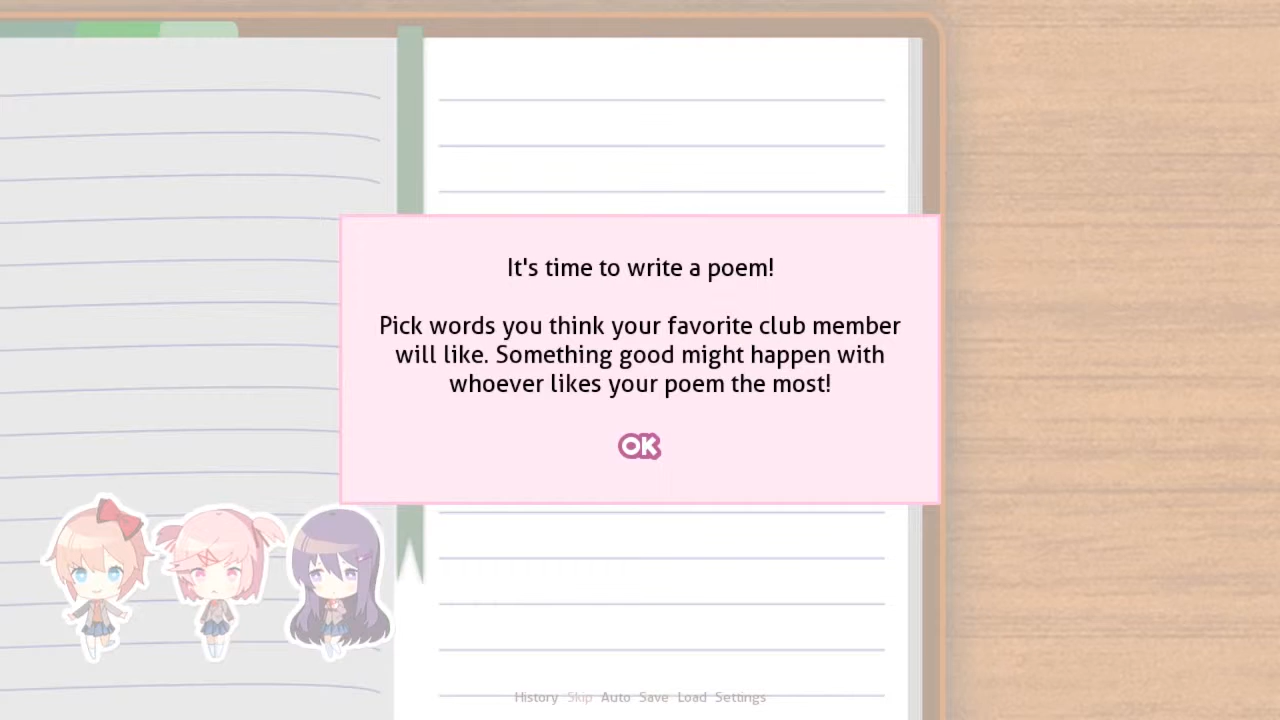 It's time to write a poem!
Pick words you think your favorite club member
will like. Something good might happen with
whoever likes your poem the most!
OK
History Skip Auto Save Load Settings